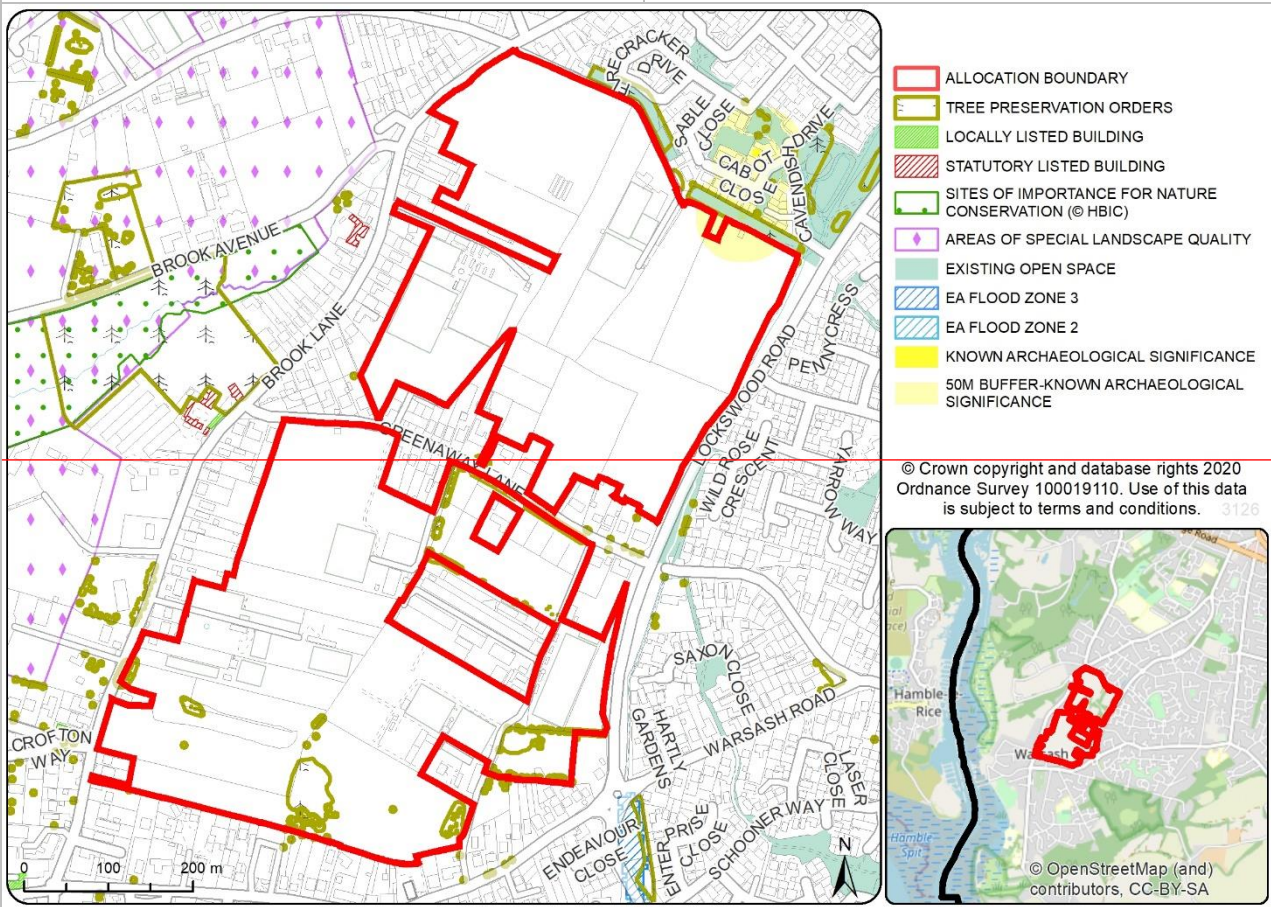 FIRECRACKER
DRIVE
SABLE
CLOSE
CABOT
CLOSE
CAVENDISH DRIVE
BROOK AVENUE
BROOK LANE
LOCKSWOOD ROAD
PENNYCRESS
GREENAWAY LANE
WILD ROSE
CRESCENT
YARROW WAY
SAXON CLOSE
HARTLY
GARDENS
WARSASH ROAD
LASER
CLOSE
CROFTON
WAY
ENDEAVOUR
CLOSE
ENTERPRISE
CLOSE
SCHOONER WAY
0 100 200 m
N
ALLOCATION BOUNDARY
TREE PRESERVATION ORDERS
LOCALLY LISTED BUILDING
STATUTORY LISTED BUILDING
SITES OF IMPORTANCE FOR NATURE
CONSERVATION (© HBIC)
AREAS OF SPECIAL LANDSCAPE QUALITY
EXISTING OPEN SPACE
EA FLOOD ZONE 3
EA FLOOD ZONE 2
KNOWN ARCHAEOLOGICAL SIGNIFICANCE
50M BUFFER-KNOWN ARCHAEOLOGICAL
SIGNIFICANCE
© Crown copyright and database rights 2020
Ordnance Survey 100019110. Use of this data
is subject to terms and conditions. 3126
Road
Hamble-le-
Rice
Warsash
Hamble
Spit
© OpenStreetMap (and)
contributors, CC-BY-SA